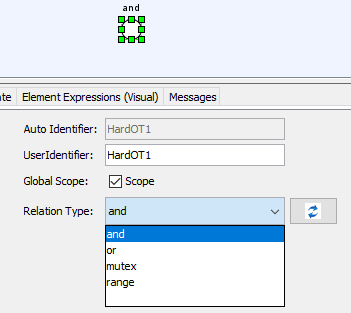 and
te Element Expressions (Visual) Messages
Auto Identifier: HardOT1
UserIdentifier: HardOT1
Global Scope: Scope
Relation Type: and
and
or
mutex
range